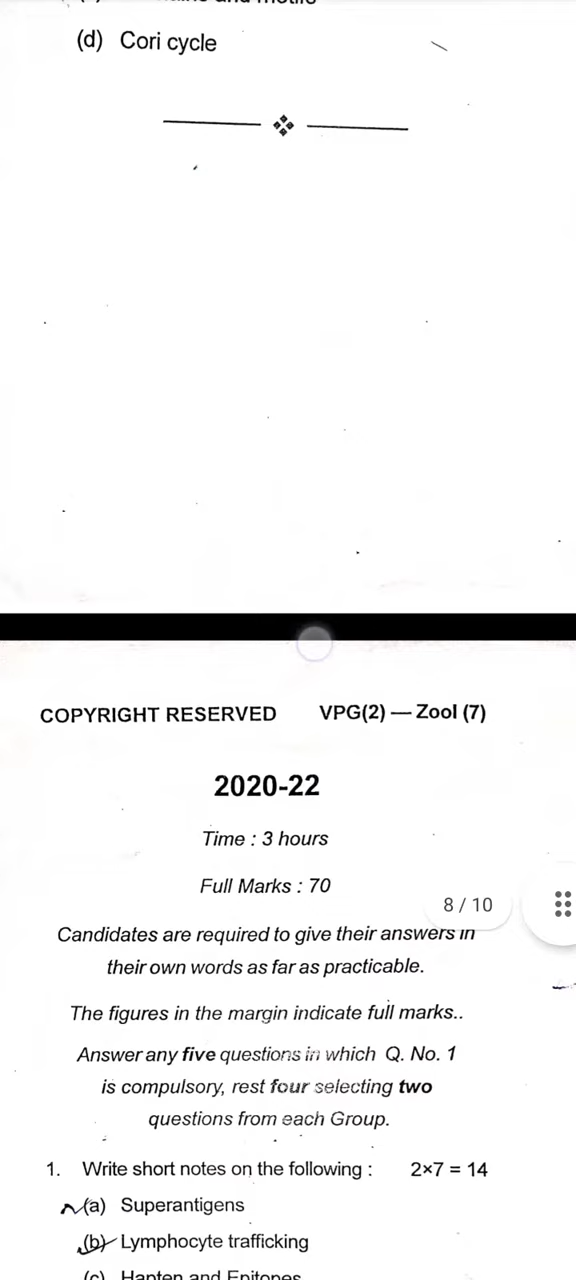 (d) Cori cycle
COPYRIGHT RESERVED VPG(2) — Zool (7)
2020-22
Time : 3 hours
Full Marks : 70
8 / 10
Candidates are required to give their answers in
their own words as far as practicable.
The figures in the margin indicate full marks..
Answer any five questions in which Q. No. 1
is compulsory, rest four selecting two
questions from each Group.
1. Write short notes on the following : 2×7 = 14
(a) Superantigens
(b) Lymphocyte trafficking
(c) Hapten and Epitopes